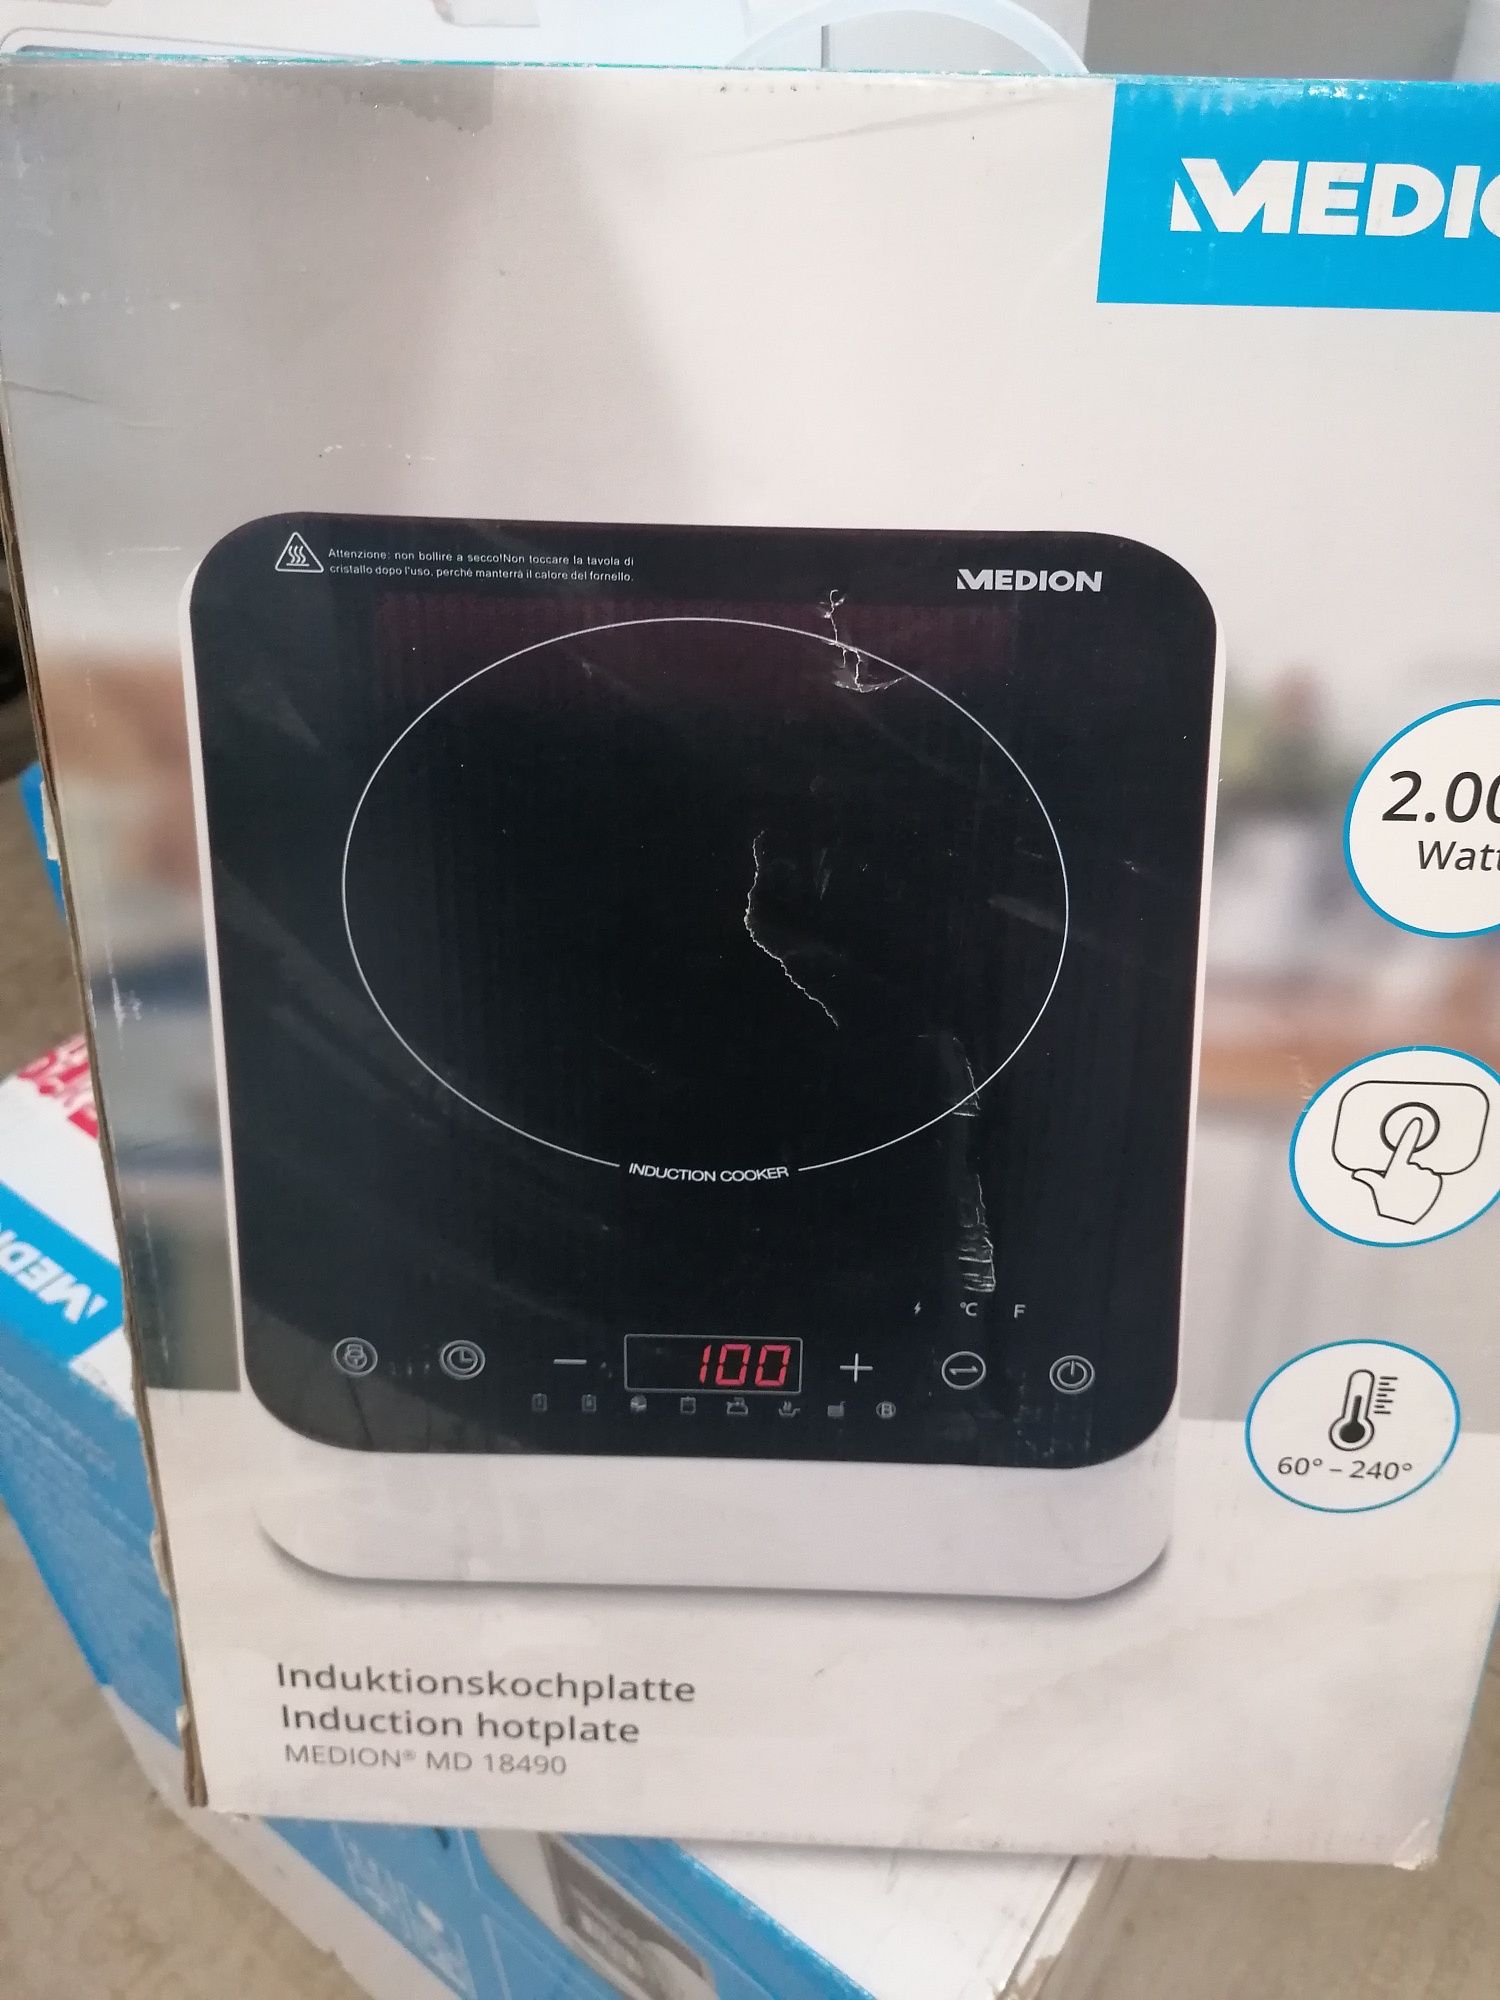 MEDIO
Attenzione: non bollire a secco!Non toccare la tavola di
cristallo dopo l'uso, perché manterrà il calore del fornello.
MEDION
2.00
Watt
INDUCTION COOKER
°C F
100
B
60° – 240°
MEDI
Induktionskochplatte
Induction hotplate
MEDION® MD 18490